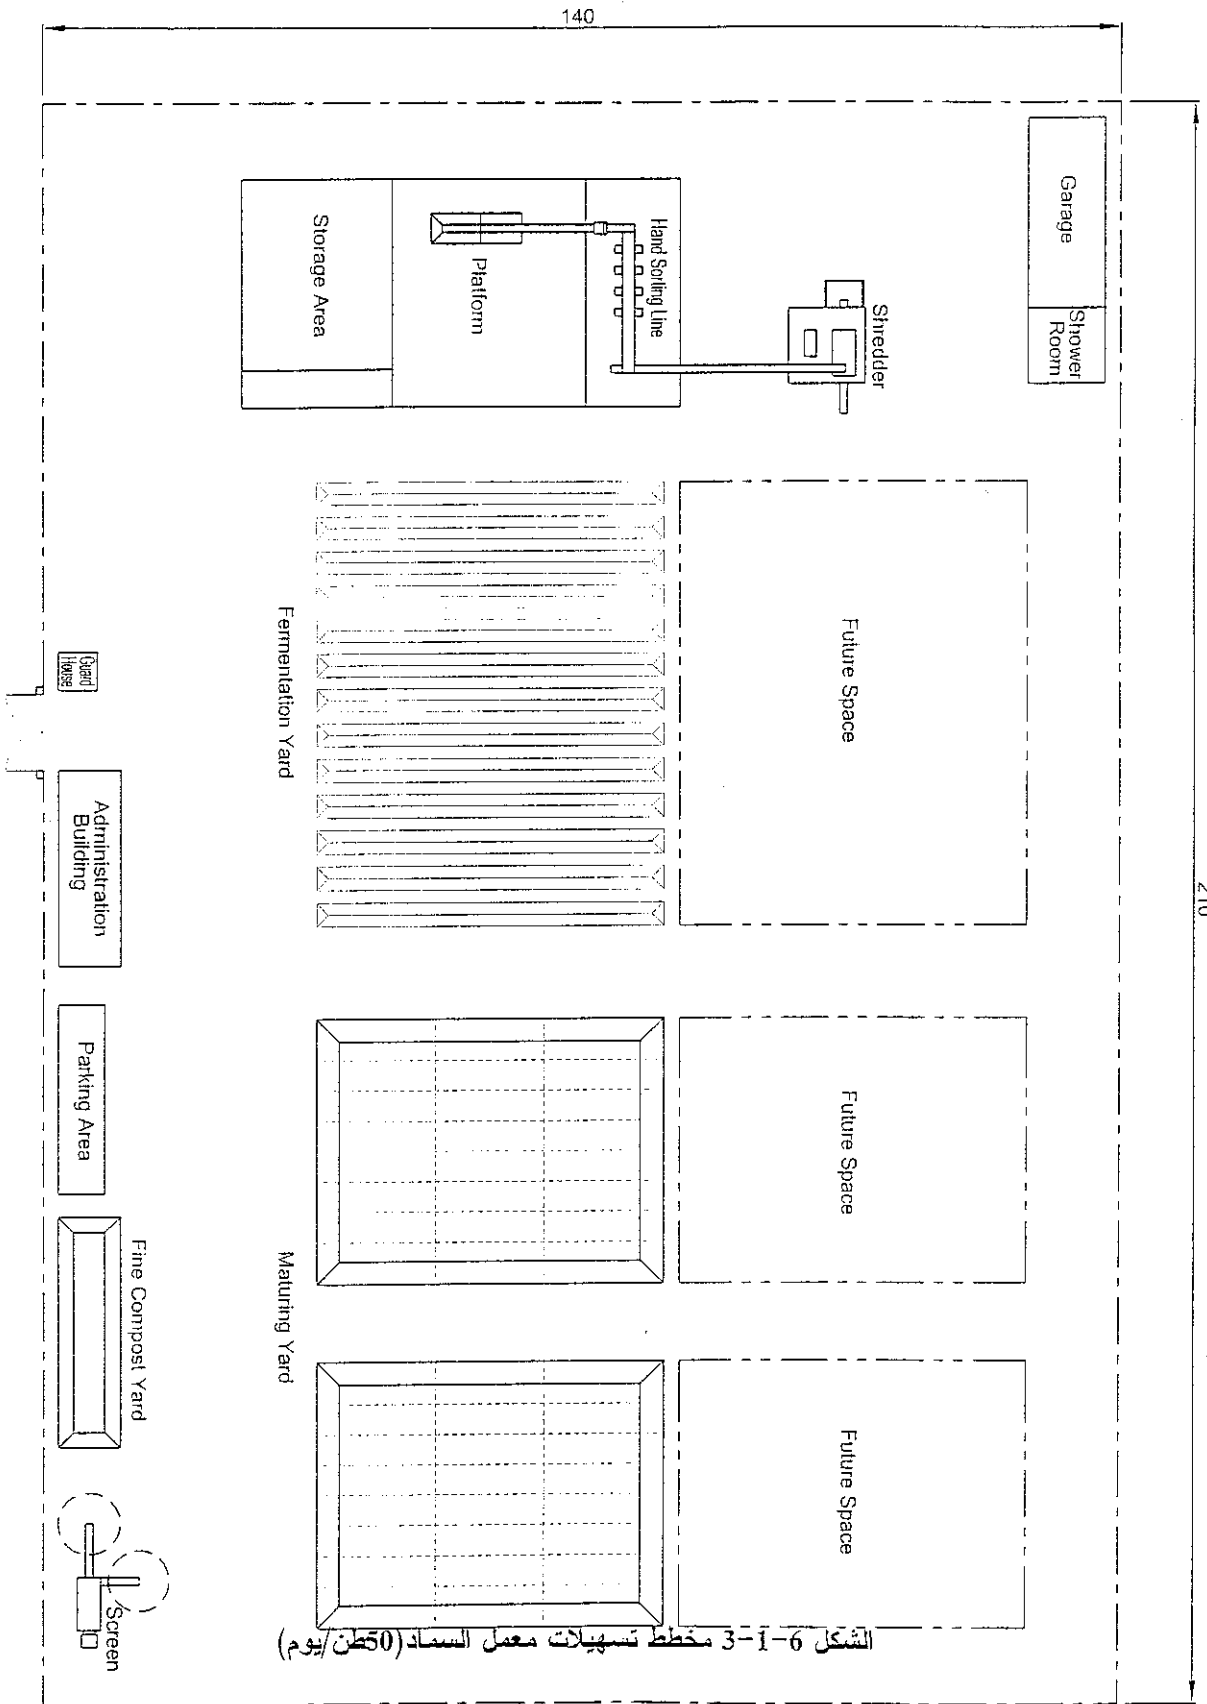 140
210
Garage
Shower
Room
Storage Area
Platform
Hand Sorting Line
Shredder
Fermentation Yard
Future Space
Guard
House
Administration
Building
Parking Area
Future Space
Maturing Yard
Fine Compost Yard
Future Space
Screen
الشكل 6-1-3 مخطط تسهيلات معمل السماد (50طن/يوم)